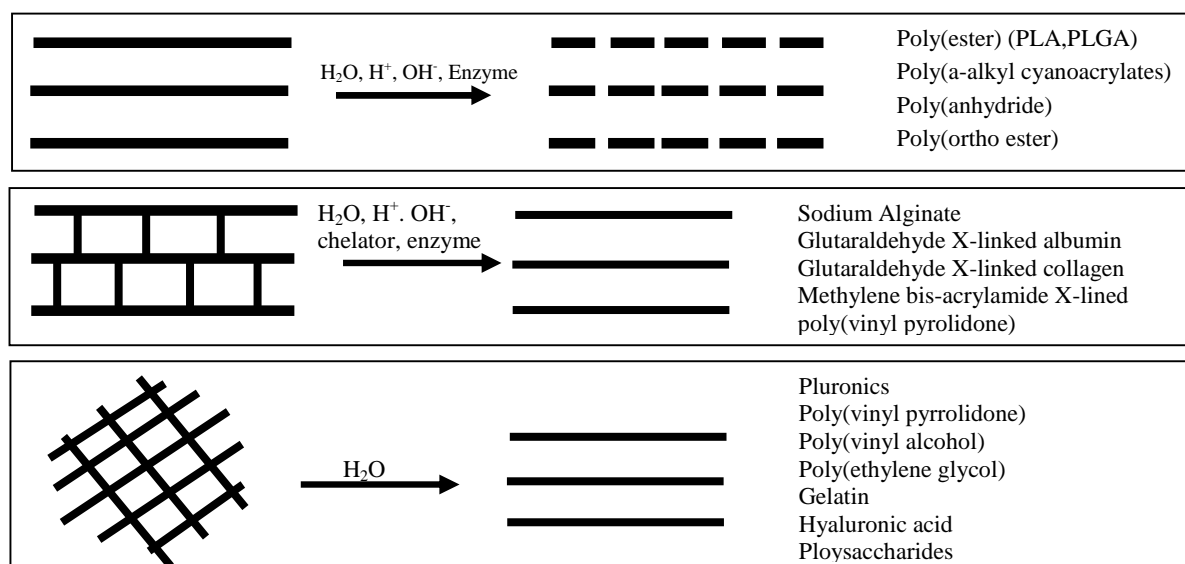 H₂O, H⁺, OH⁻, Enzyme
Poly(ester) (PLA,PLGA)
Poly(a-alkyl cyanoacrylates)
Poly(anhydride)
Poly(ortho ester)
H₂O, H⁺. OH⁻,
chelator, enzyme
Sodium Alginate
Glutaraldehyde X-linked albumin
Glutaraldehyde X-linked collagen
Methylene bis-acrylamide X-lined
poly(vinyl pyrolidone)
H₂O
Pluronics
Poly(vinyl pyrrolidone)
Poly(vinyl alcohol)
Poly(ethylene glycol)
Gelatin
Hyaluronic acid
Ploysaccharides